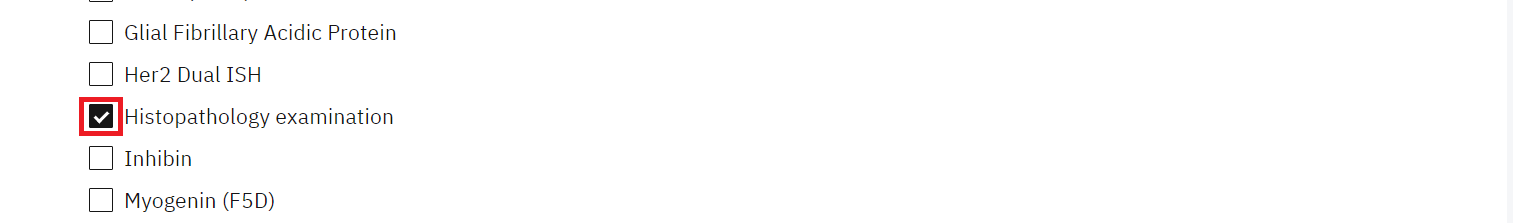 Glial Fibrillary Acidic Protein
Her2 Dual ISH
Histopathology examination
Inhibin
Myogenin (F5D)